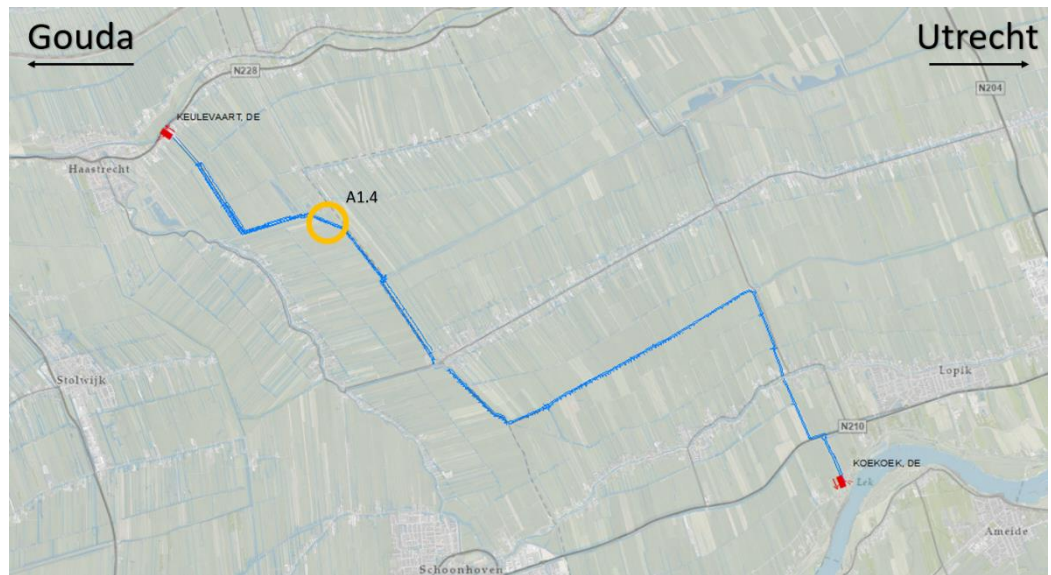 Gouda
Utrecht
N228
N204
KEULEVAART, DE
Haastrecht
A1.4
Stolwijk
Lopik
N210
KOEKOEK, DE
Lek
Ameide
Schoonhoven